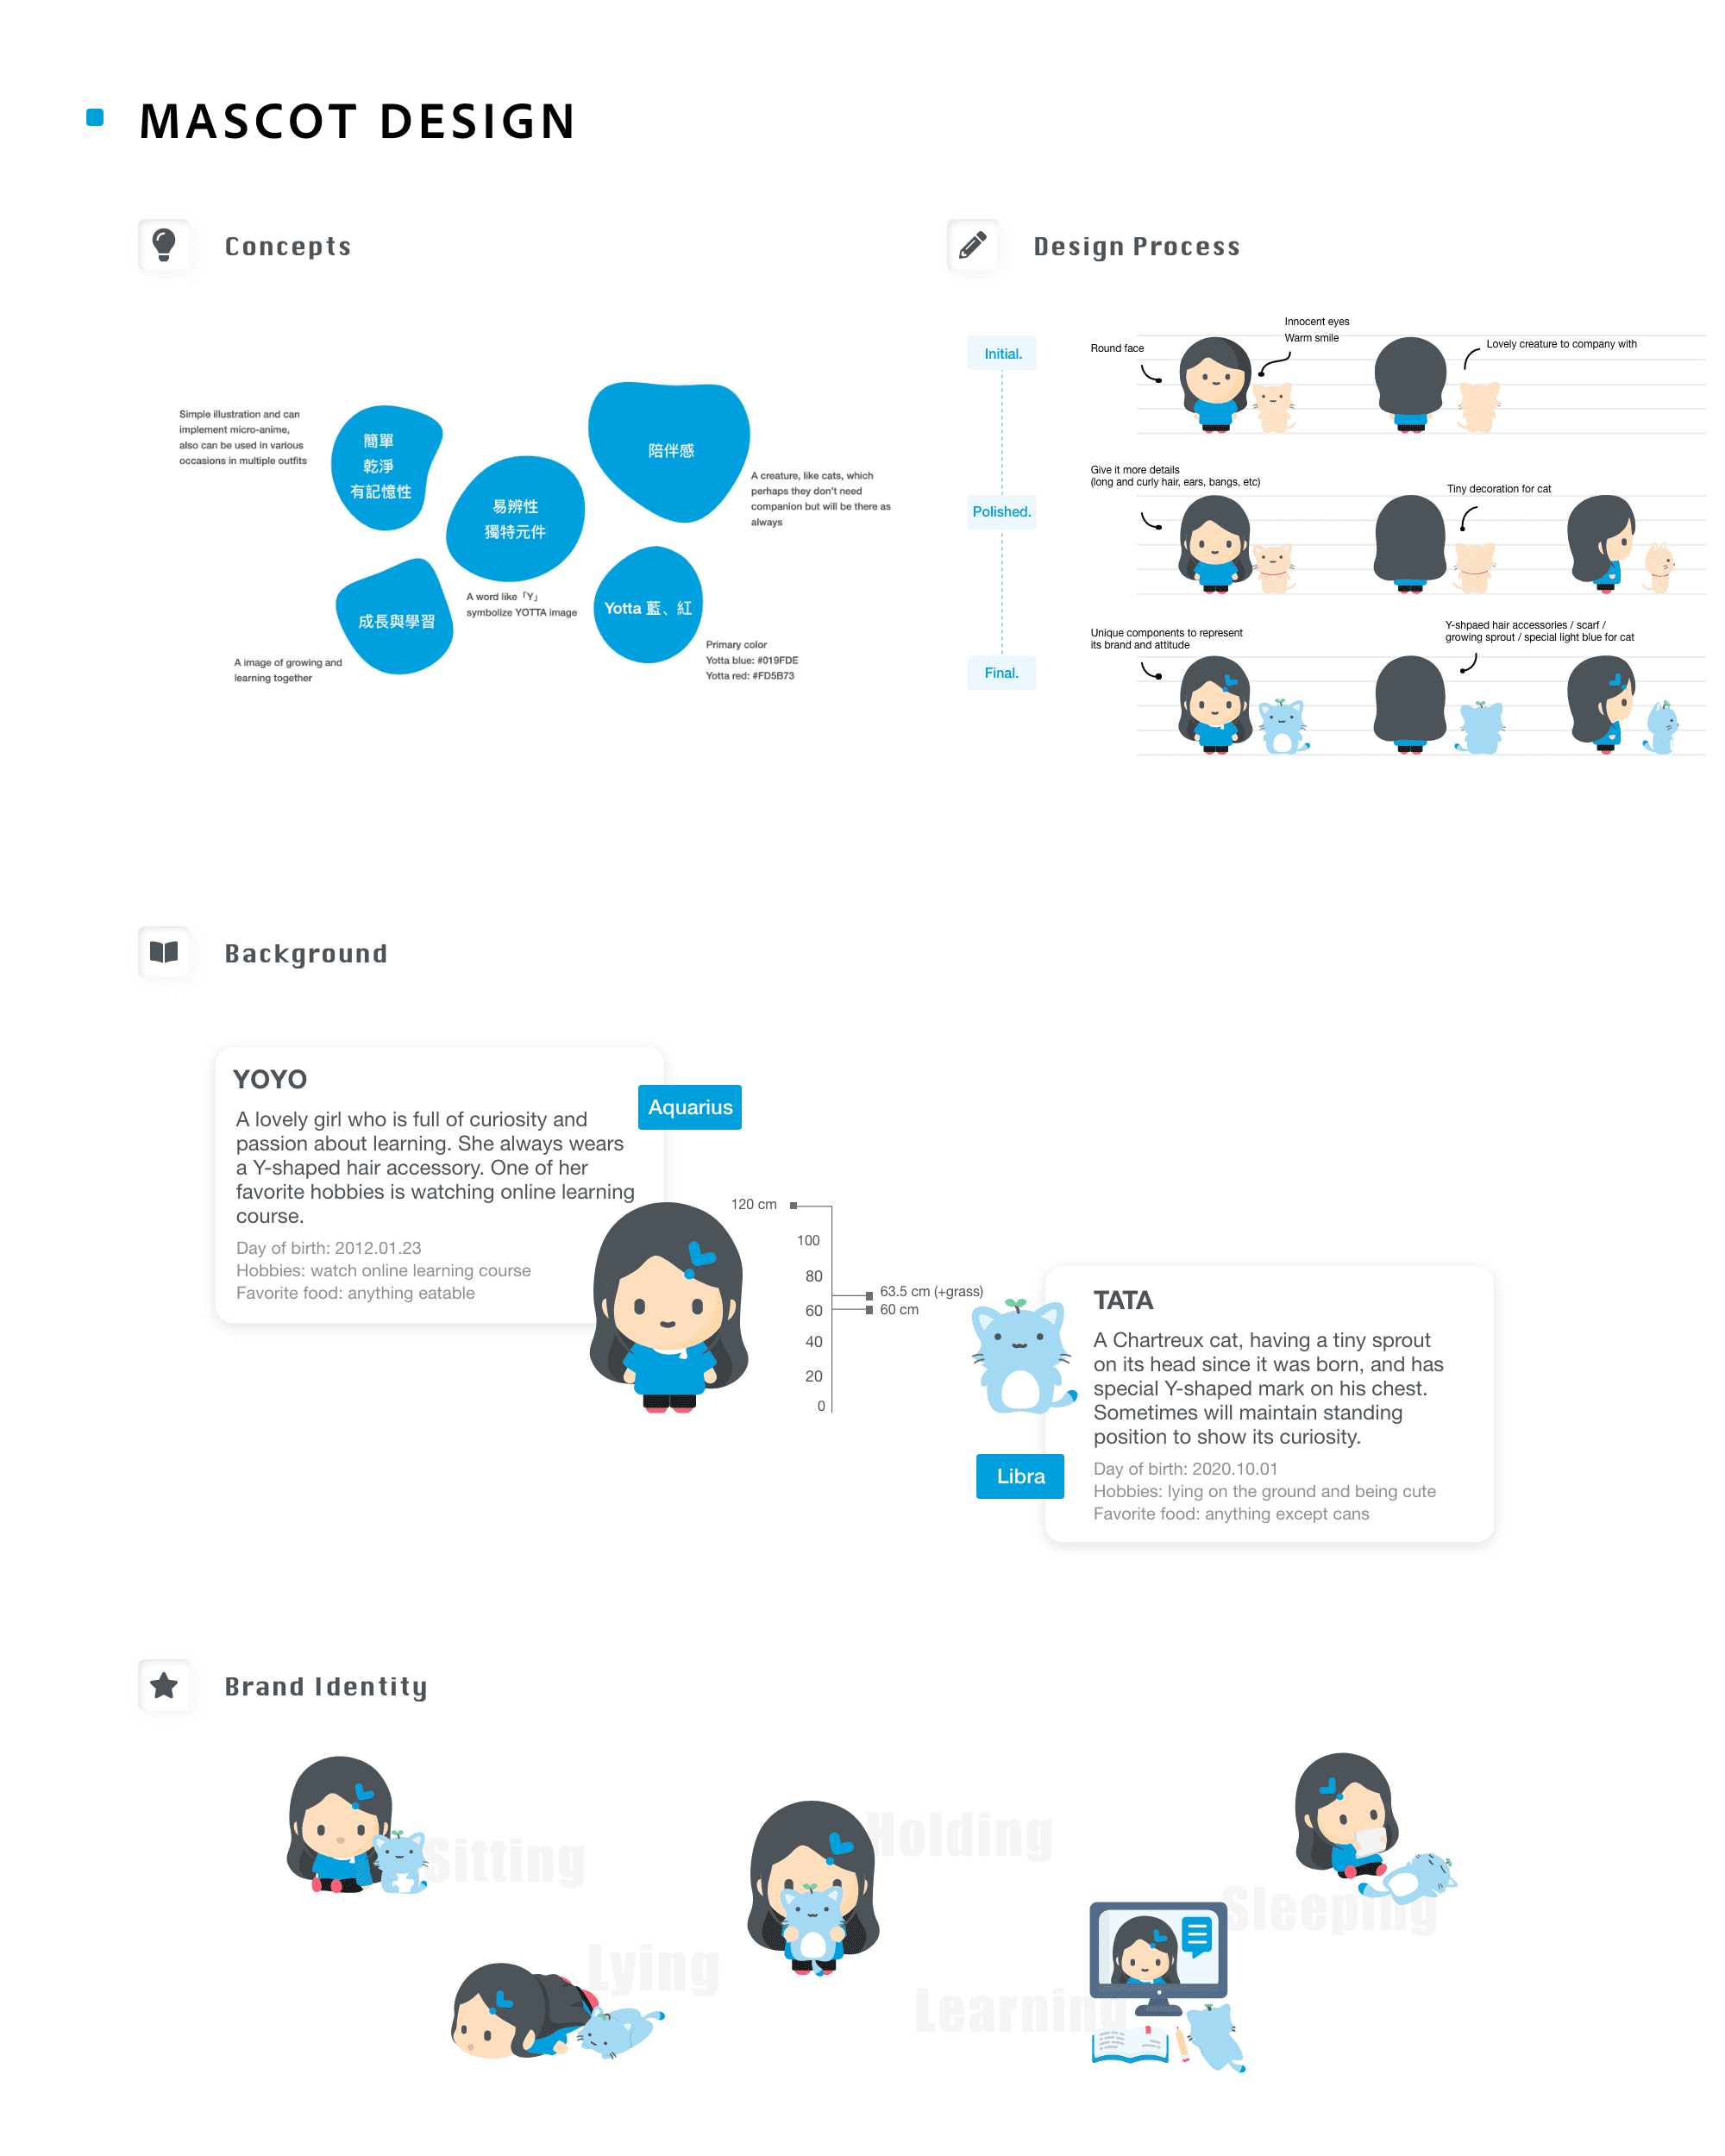 MASCOT DESIGN
Concepts
Simple illustration and can
implement micro-anime,
also can be used in various
occasions in multiple outfits
簡單
乾淨
有記憶性
易辨性
獨特元件
A word like「Y」
symbolize YOTTA image
陪伴感
A creature, like cats, which
perhaps they don't need
companion but will be there as
always
成長與學習
A image of growing and
learning together
Yotta 藍、紅
Primary color
Yotta blue: #019FDE
Yotta red: #FD5B73
Design Process
Initial.
Round face
Innocent eyes
Warm smile
Lovely creature to company with
Polished.
Give it more details
(long and curly hair, ears, bangs, etc)
Tiny decoration for cat
Final.
Unique components to represent
its brand and attitude
Y-shpaed hair accessories / scarf /
growing sprout / special light blue for cat
Background
YOYO
A lovely girl who is full of curiosity and
passion about learning. She always wears
a Y-shaped hair accessory. One of her
favorite hobbies is watching online learning
course.
Day of birth: 2012.01.23
Hobbies: watch online learning course
Favorite food: anything eatable
Aquarius
120 cm
100
80
60
40
20
0
63.5 cm (+grass)
60 cm
TATA
A Chartreux cat, having a tiny sprout
on its head since it was born, and has
special Y-shaped mark on his chest.
Sometimes will maintain standing
position to show its curiosity.
Day of birth: 2020.10.01
Hobbies: lying on the ground and being cute
Favorite food: anything except cans
Libra
Brand Identity
Sitting
Holding
Sleeping
Lying
Learning